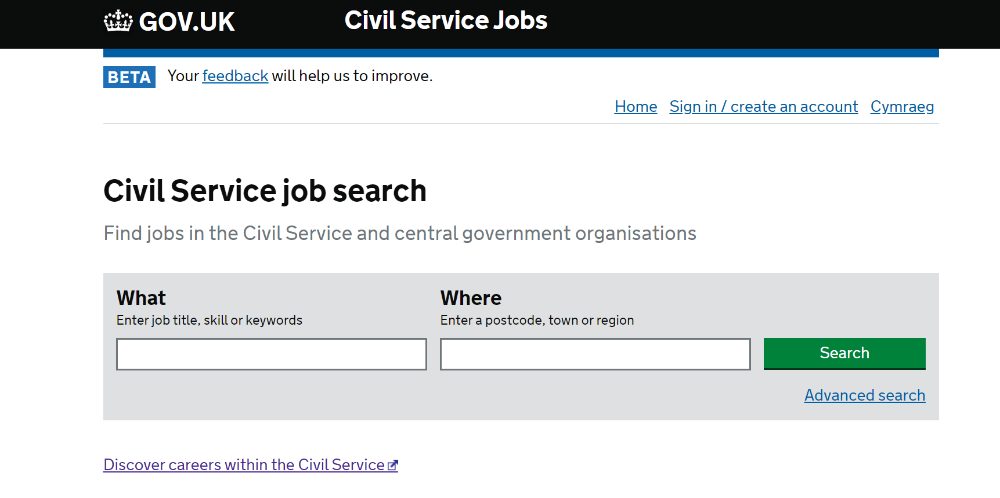 GOV.UK Civil Service Jobs
BETA Your feedback will help us to improve.
Home Sign in / create an account Cymraeg
Civil Service job search
Find jobs in the Civil Service and central government organisations
What Where
Enter job title, skill or keywords Enter a postcode, town or region
Search
Advanced search
Discover careers within the Civil Service